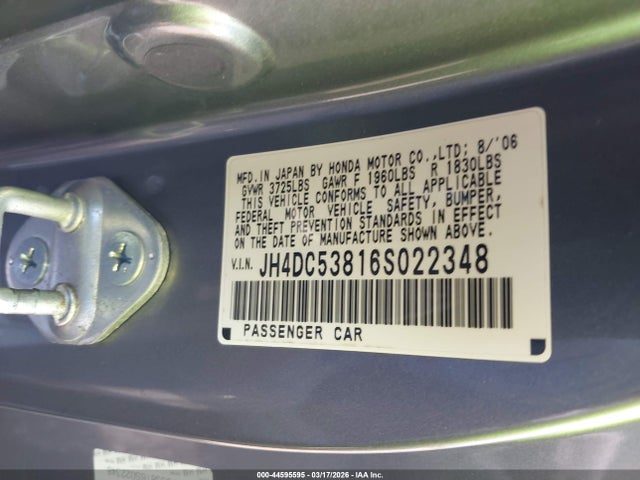 MFD.IN JAPAN BY HONDA MOTOR CO.,LTD; 8/'06
GVWR 3725LBS GAWR F 1960LBS R 1830LBS
THIS VEHICLE CONFORMS TO ALL APPLICABLE
FEDERAL MOTOR VEHICLE SAFETY, BUMPER,
AND THEFT PREVENTION STANDARDS IN EFFECT
ON THE DATE OF MANUFACTURE SHOWN ABOVE.
V.I.N. JH4DC53816S022348
PASSENGER CAR
000-44595595 - 03/17/2026 - IAA Inc.